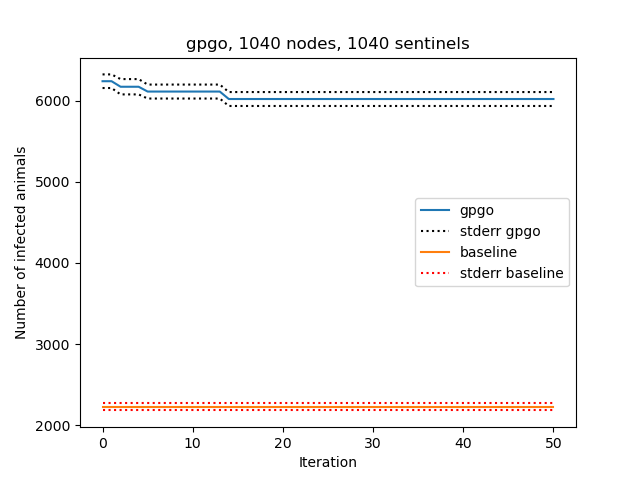 gpgo, 1040 nodes, 1040 sentinels
Number of infected animals
6000
5000
4000
3000
2000
gpgo
stderr gpgo
baseline
stderr baseline
0 10 20 30 40 50
Iteration